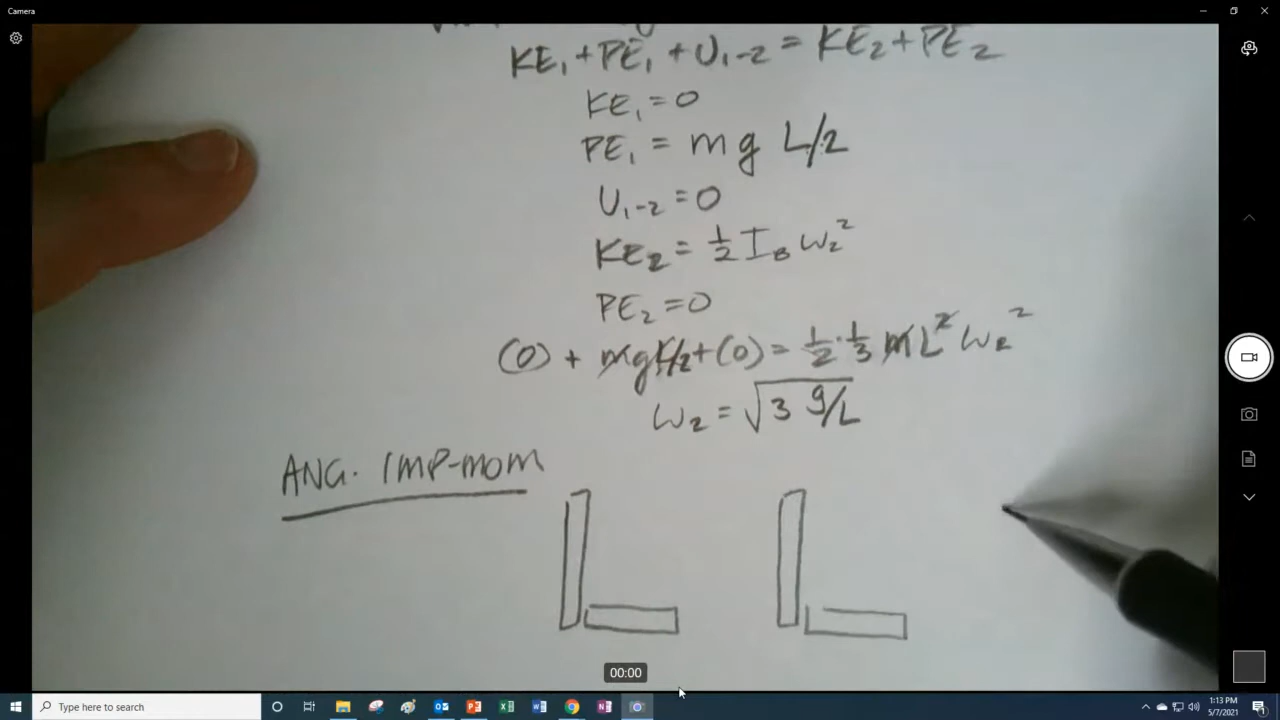 Camera
KE₁ + PE₁ + U₁₋₂ = KE₂ + PE₂
KE₁ = 0
PE₁ = mg L/2
U₁₋₂ = 0
KE₂ = ½ I_B ω₂²
PE₂ = 0
(0) + mgL/2 + (0) = ½ · ⅓ mL² ω₂²
ω₂ = √3 g/L
ANG. IMP-MOM
00:00
Type here to search
1:13 PM
5/7/2021